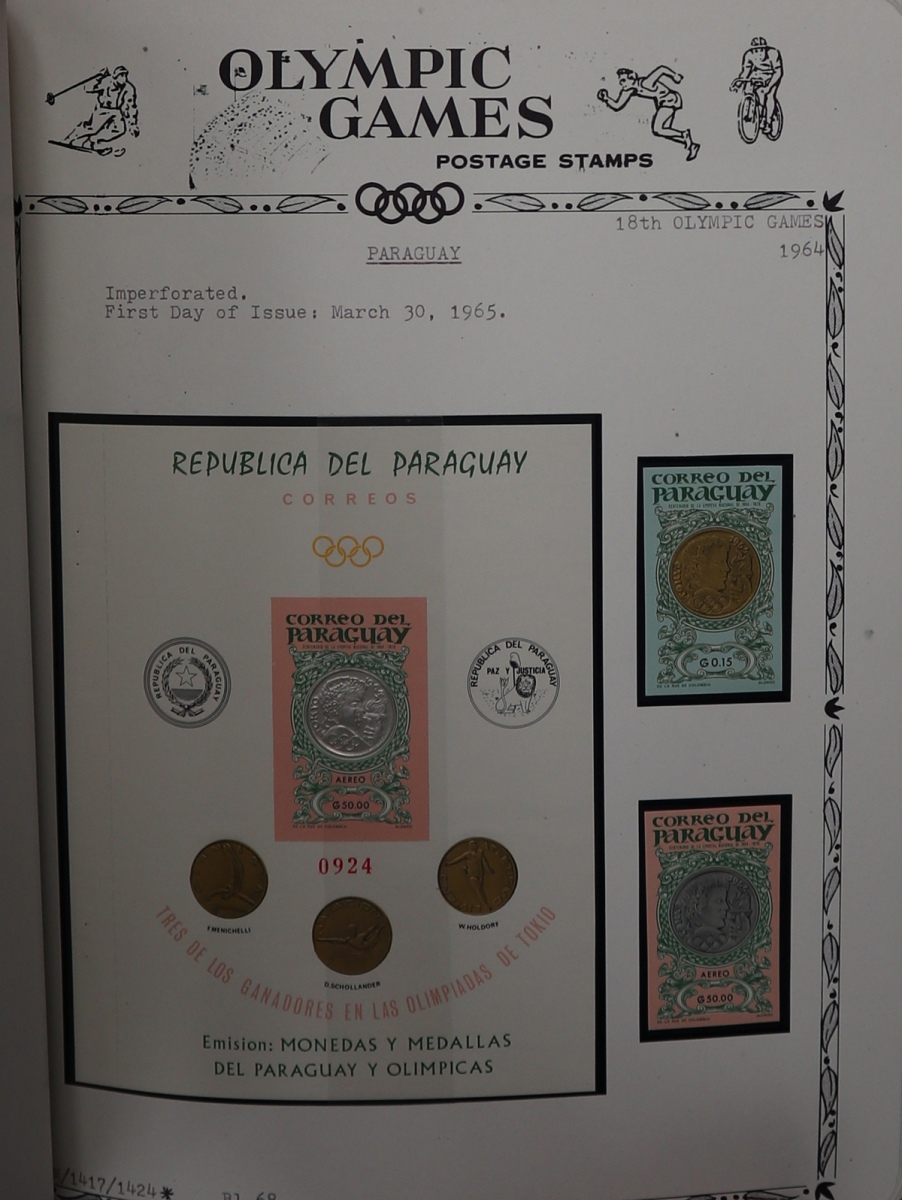 OLYMPIC
GAMES
POSTAGE STAMPS
18th OLYMPIC GAMES
1964
PARAGUAY
Imperforated.
First Day of Issue: March 30, 1965.
REPUBLICA DEL PARAGUAY
CORREOS
CORREO DEL
PARAGUAY
REPUBLICA DEL PARAGUAY
REPUBLICA DEL PARAGUAY
PAZ Y JUSTICIA
AEREO
₲50.00
0924
F.MENICHELLI
D.SCHOLLANDER
W.HOLDORF
TRES DE LOS GANADORES EN LAS OLIMPIADAS DE TOKIO
Emision: MONEDAS Y MEDALLAS
DEL PARAGUAY Y OLIMPICAS
CORREO DEL
PARAGUAY
₲0.15
CORREO DEL
PARAGUAY
AEREO
₲50.00
/1417/1424*